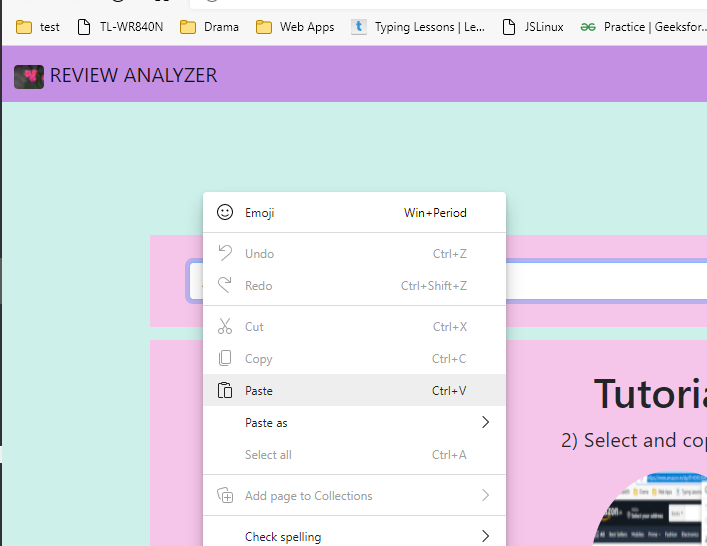 test TL-WR840N Drama Web Apps Typing Lessons | Le... JSLinux Practice | Geeksfor...
REVIEW ANALYZER
Emoji Win+Period
Undo Ctrl+Z
Redo Ctrl+Shift+Z
Cut Ctrl+X
Copy Ctrl+C
Paste Ctrl+V
Paste as
Select all Ctrl+A
Add page to Collections
Check spelling
Tutoria
2) Select and cop